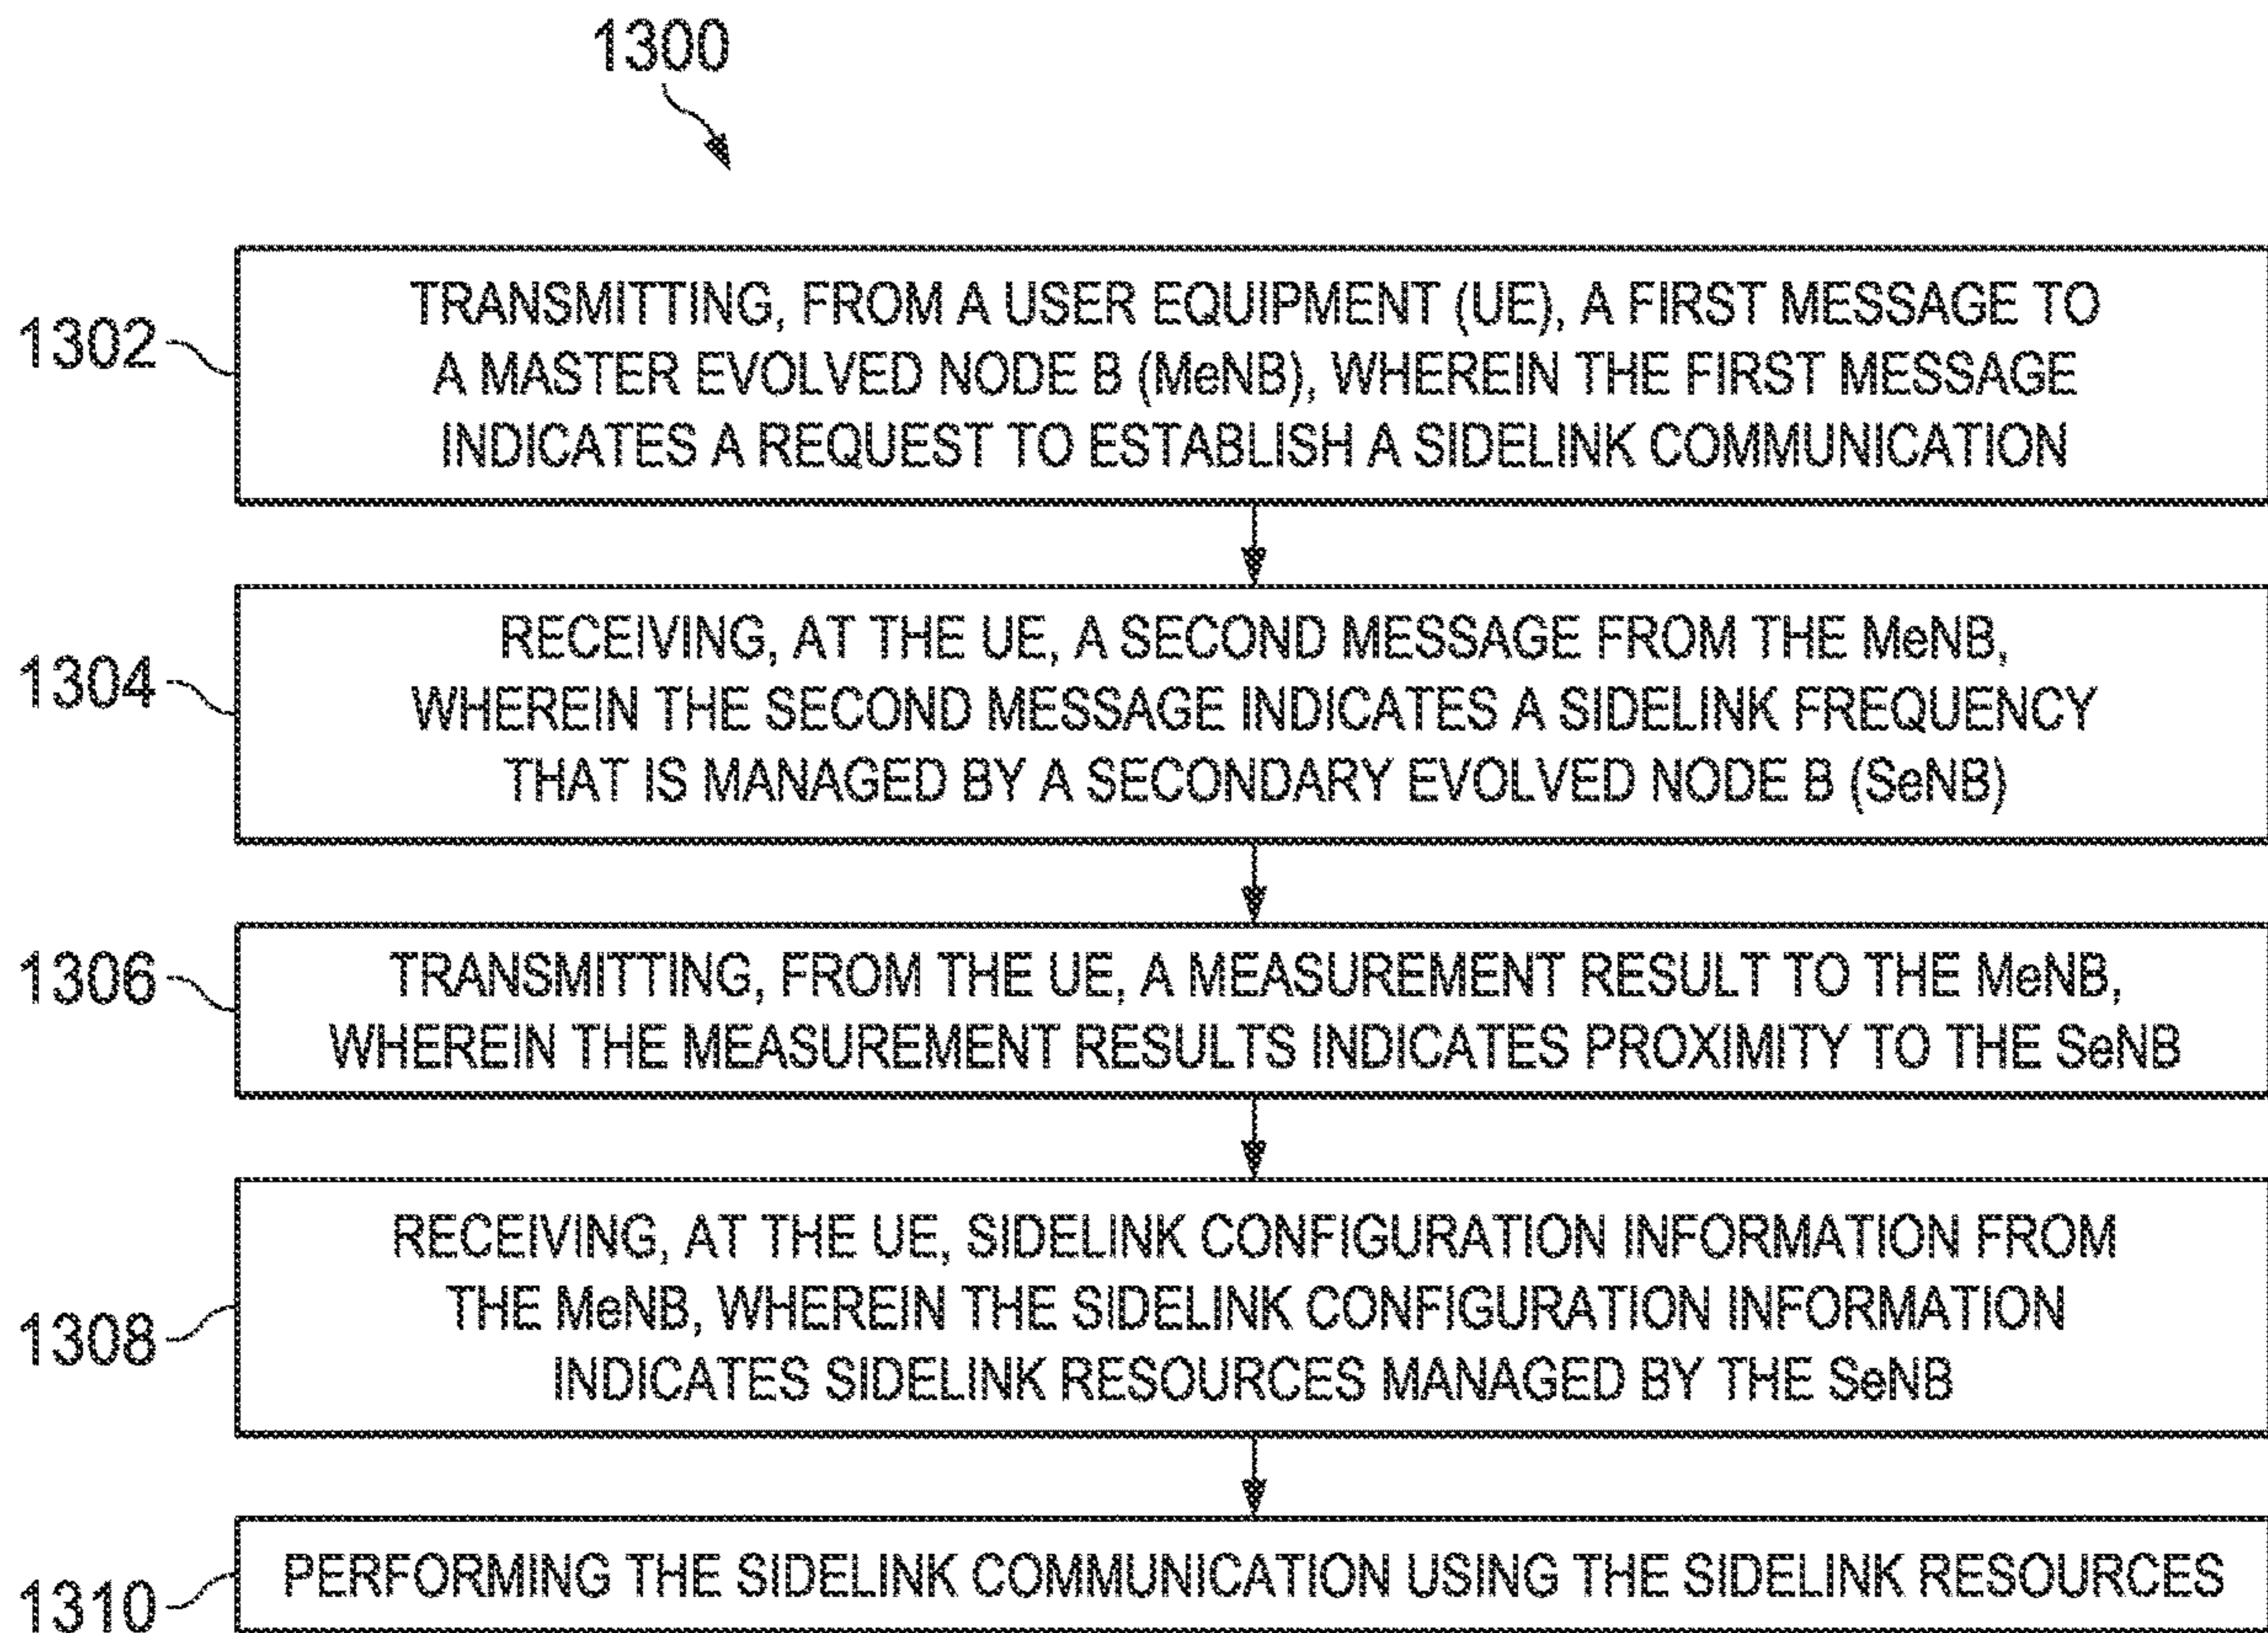 1300
1302
TRANSMITTING, FROM A USER EQUIPMENT (UE), A FIRST MESSAGE TO
A MASTER EVOLVED NODE B (MeNB), WHEREIN THE FIRST MESSAGE
INDICATES A REQUEST TO ESTABLISH A SIDELINK COMMUNICATION
1304
RECEIVING, AT THE UE, A SECOND MESSAGE FROM THE MeNB,
WHEREIN THE SECOND MESSAGE INDICATES A SIDELINK FREQUENCY
THAT IS MANAGED BY A SECONDARY EVOLVED NODE B (SeNB)
1306
TRANSMITTING, FROM THE UE, A MEASUREMENT RESULT TO THE MeNB,
WHEREIN THE MEASUREMENT RESULTS INDICATES PROXIMITY TO THE SeNB
1308
RECEIVING, AT THE UE, SIDELINK CONFIGURATION INFORMATION FROM
THE MeNB, WHEREIN THE SIDELINK CONFIGURATION INFORMATION
INDICATES SIDELINK RESOURCES MANAGED BY THE SeNB
1310
PERFORMING THE SIDELINK COMMUNICATION USING THE SIDELINK RESOURCES